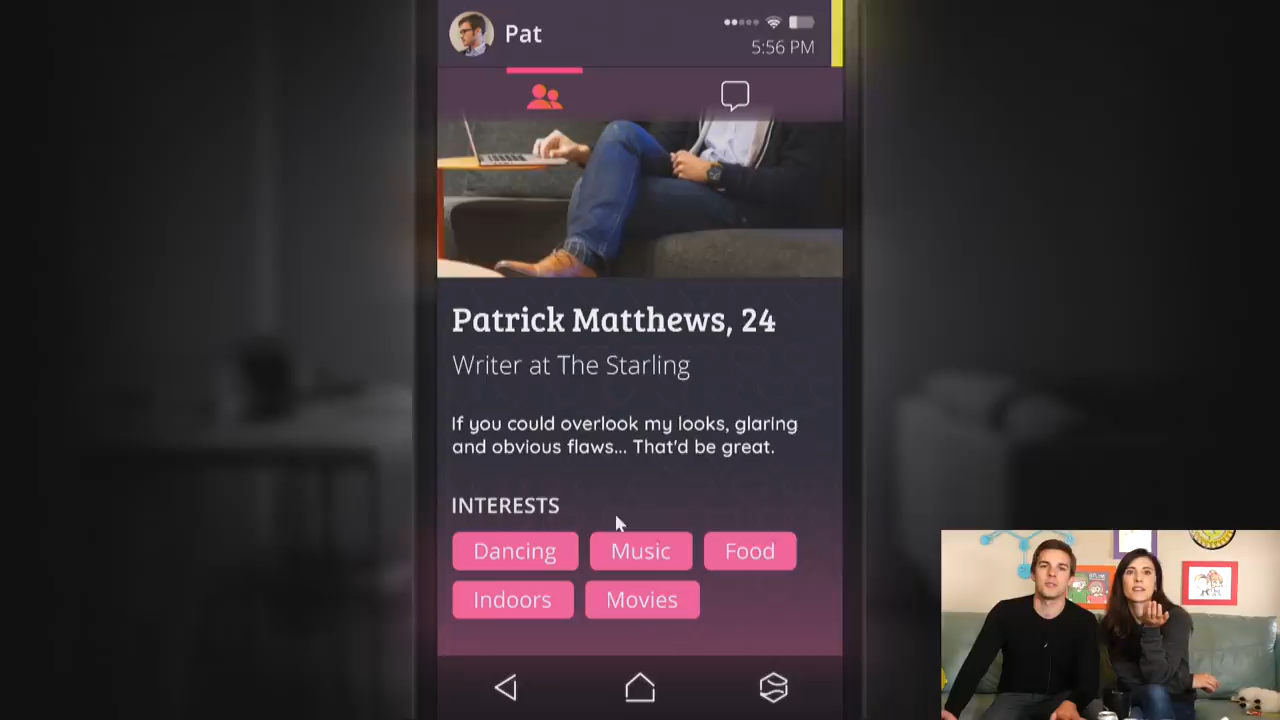 Pat
5:56 PM
Patrick Matthews, 24
Writer at The Starling
If you could overlook my looks, glaring
and obvious flaws... That'd be great.
INTERESTS
Dancing
Music
Food
Indoors
Movies